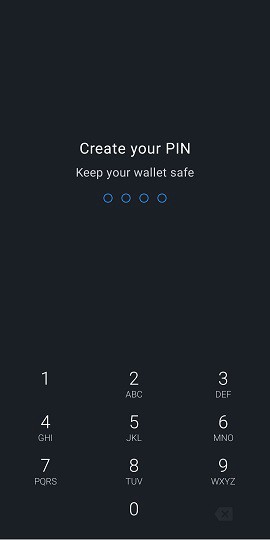 Create your PIN
Keep your wallet safe
1 2 3
ABC DEF
4 5 6
GHI JKL MNO
7 8 9
PQRS TUV WXYZ
0